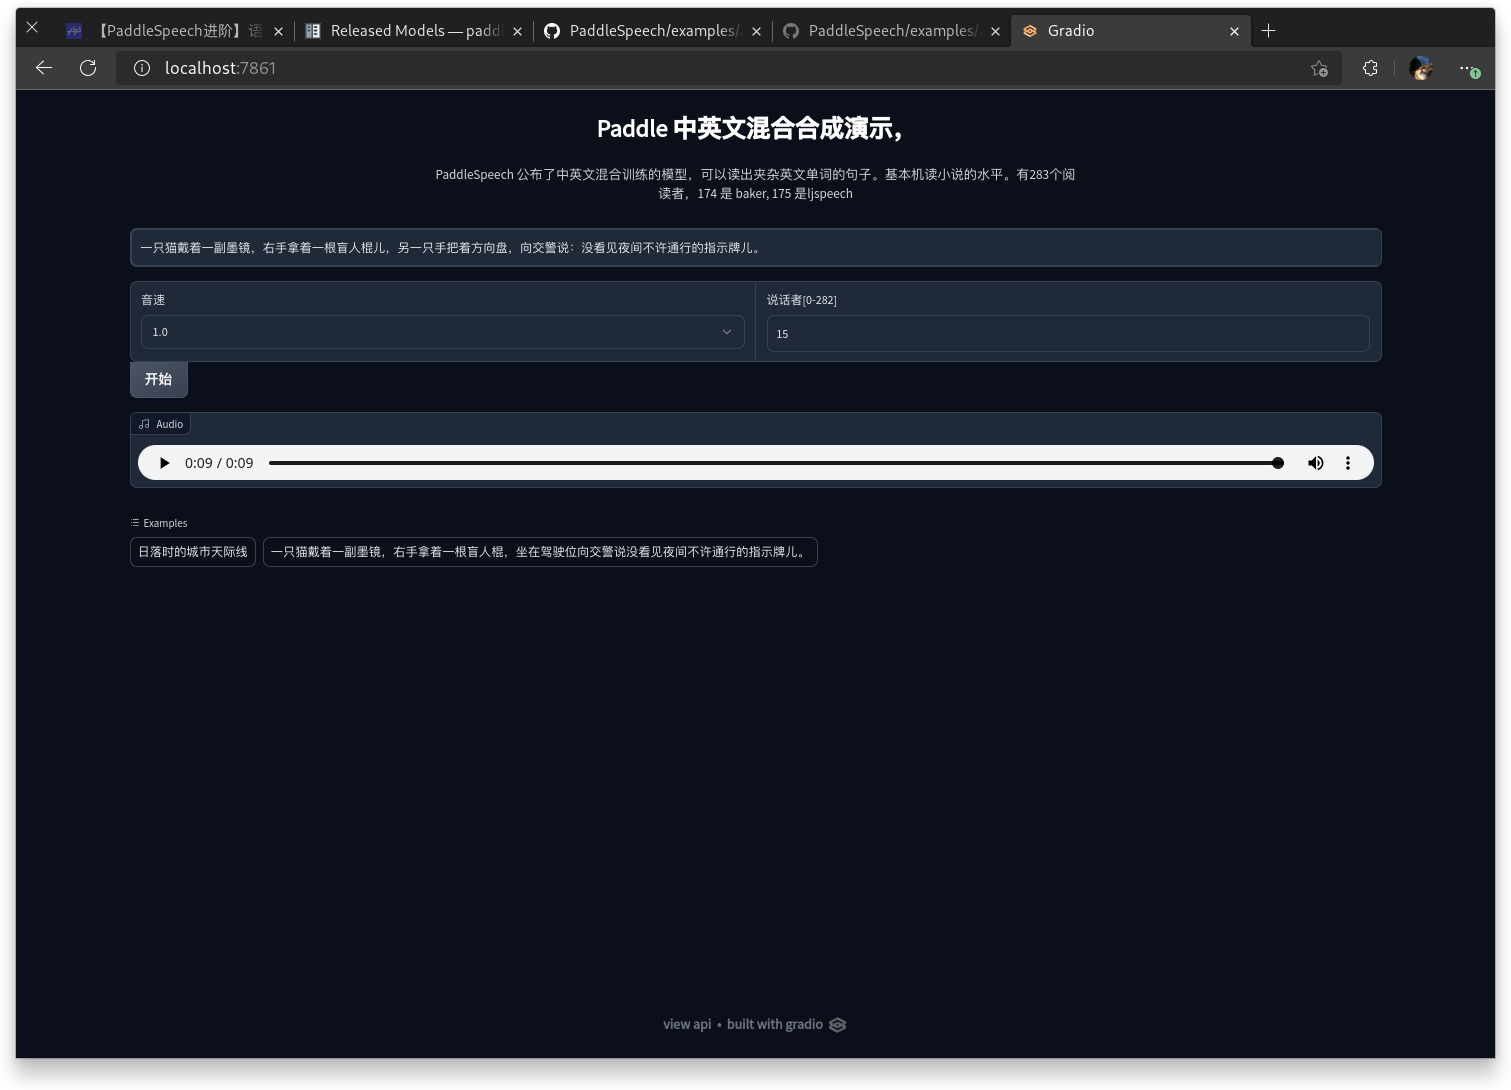 【PaddleSpeech进阶】语
Released Models — padd
PaddleSpeech/examples/
PaddleSpeech/examples/
Gradio
localhost:7861
Paddle 中英文混合合成演示，
PaddleSpeech 公布了中英文混合训练的模型，可以读出夹杂英文单词的句子。基本机读小说的水平。有283个阅
读者，174 是 baker, 175 是ljspeech
一只猫戴着一副墨镜，右手拿着一根盲人棍儿，另一只手把着方向盘，向交警说：没看见夜间不许通行的指示牌儿。
音速
1.0
说话者[0-282]
15
开始
Audio
0:09 / 0:09
Examples
日落时的城市天际线
一只猫戴着一副墨镜，右手拿着一根盲人棍，坐在驾驶位向交警说没看见夜间不许通行的指示牌儿。
view api • built with gradio